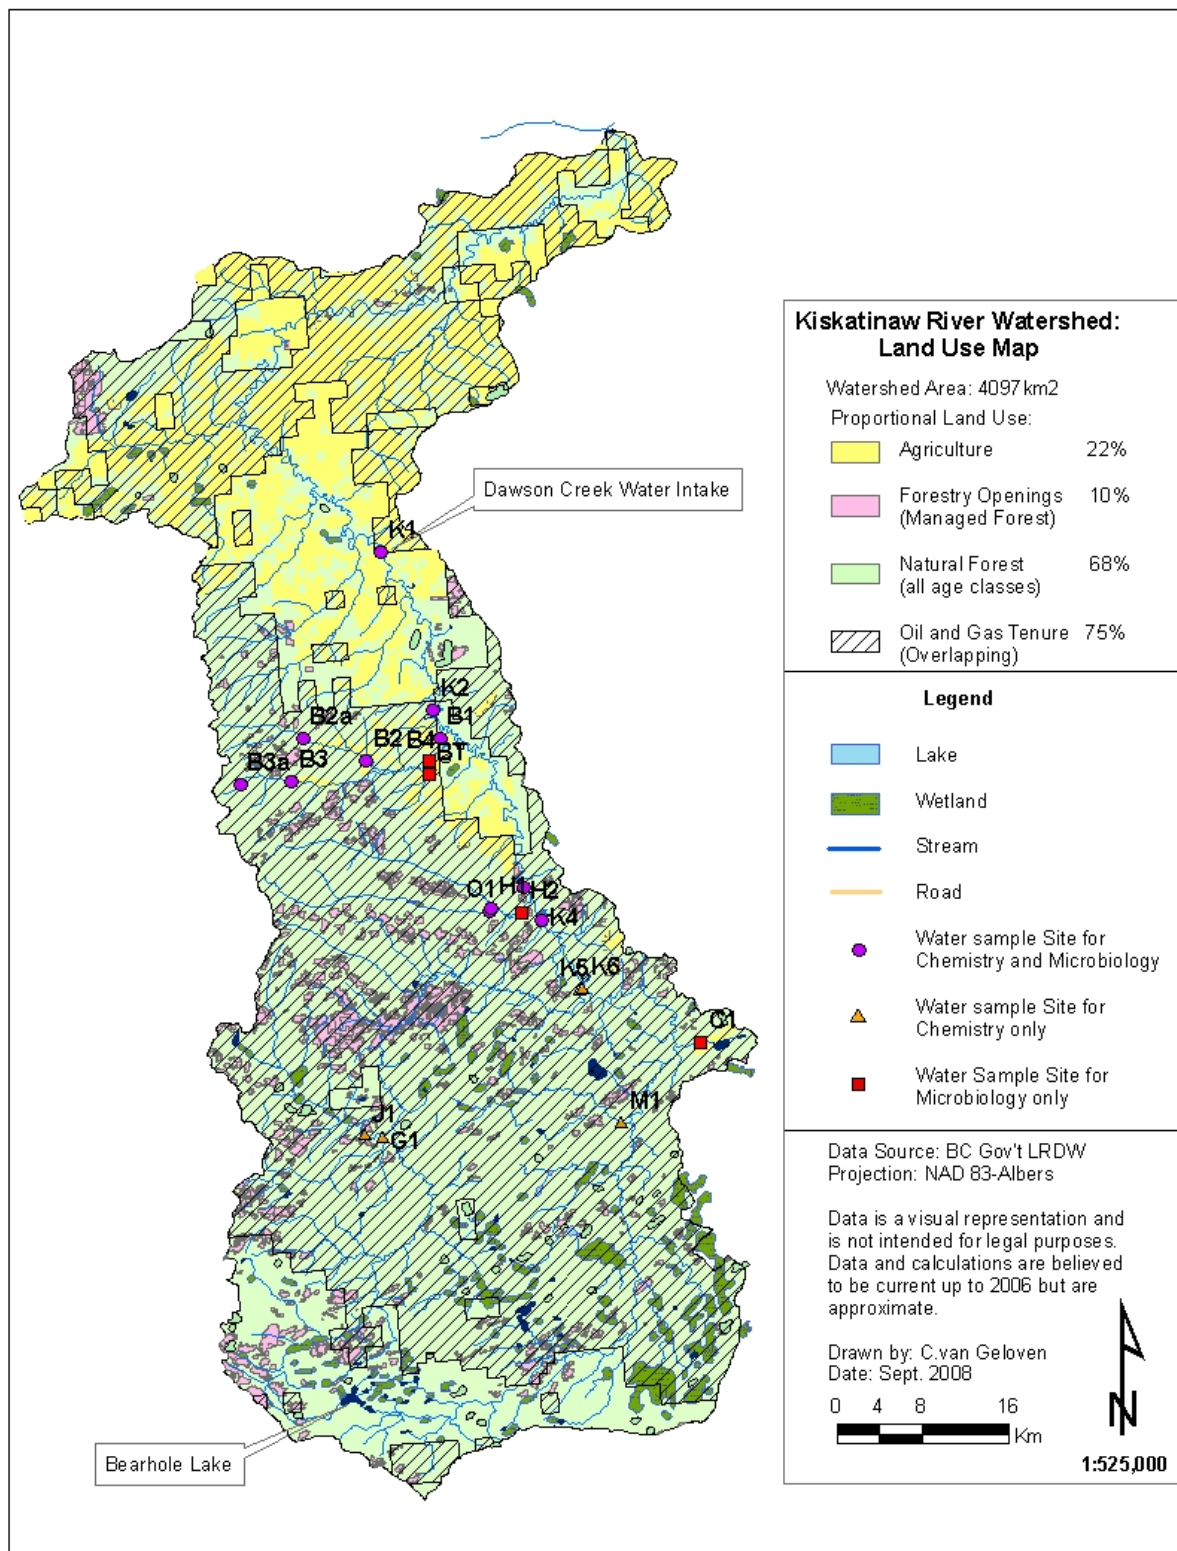 Kiskatinaw River Watershed:
Land Use Map
Watershed Area: 4097km2
Proportional Land Use:
Agriculture 22%
Forestry Openings 10%
(Managed Forest)
Natural Forest 68%
(all age classes)
Oil and Gas Tenure 75%
(Overlapping)
Legend
Lake
Wetland
Stream
Road
Water sample Site for
Chemistry and Microbiology
Water sample Site for
Chemistry only
Water Sample Site for
Microbiology only
Data Source: BC Gov't LRDW
Projection: NAD 83-Albers
Data is a visual representation and
is not intended for legal purposes.
Data and calculations are believed
to be current up to 2006 but are
approximate.
Drawn by: C.van Geloven
Date: Sept. 2008
0 4 8 16
Km
N
1:525,000
Dawson Creek Water Intake
K1
K2
B2a
B1
B2
B4
BT
B3a
B3
O1
H1
H2
K4
K5
K6
C1
M1
J1
G1
Bearhole Lake